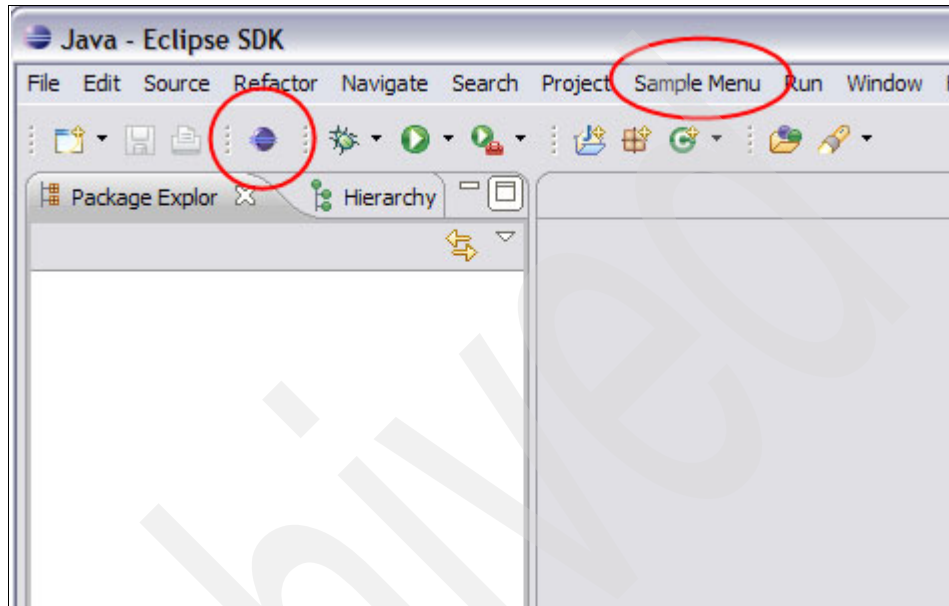 Java - Eclipse SDK
File Edit Source Refactor Navigate Search Project Sample Menu Run Window
Package Explor Hierarchy